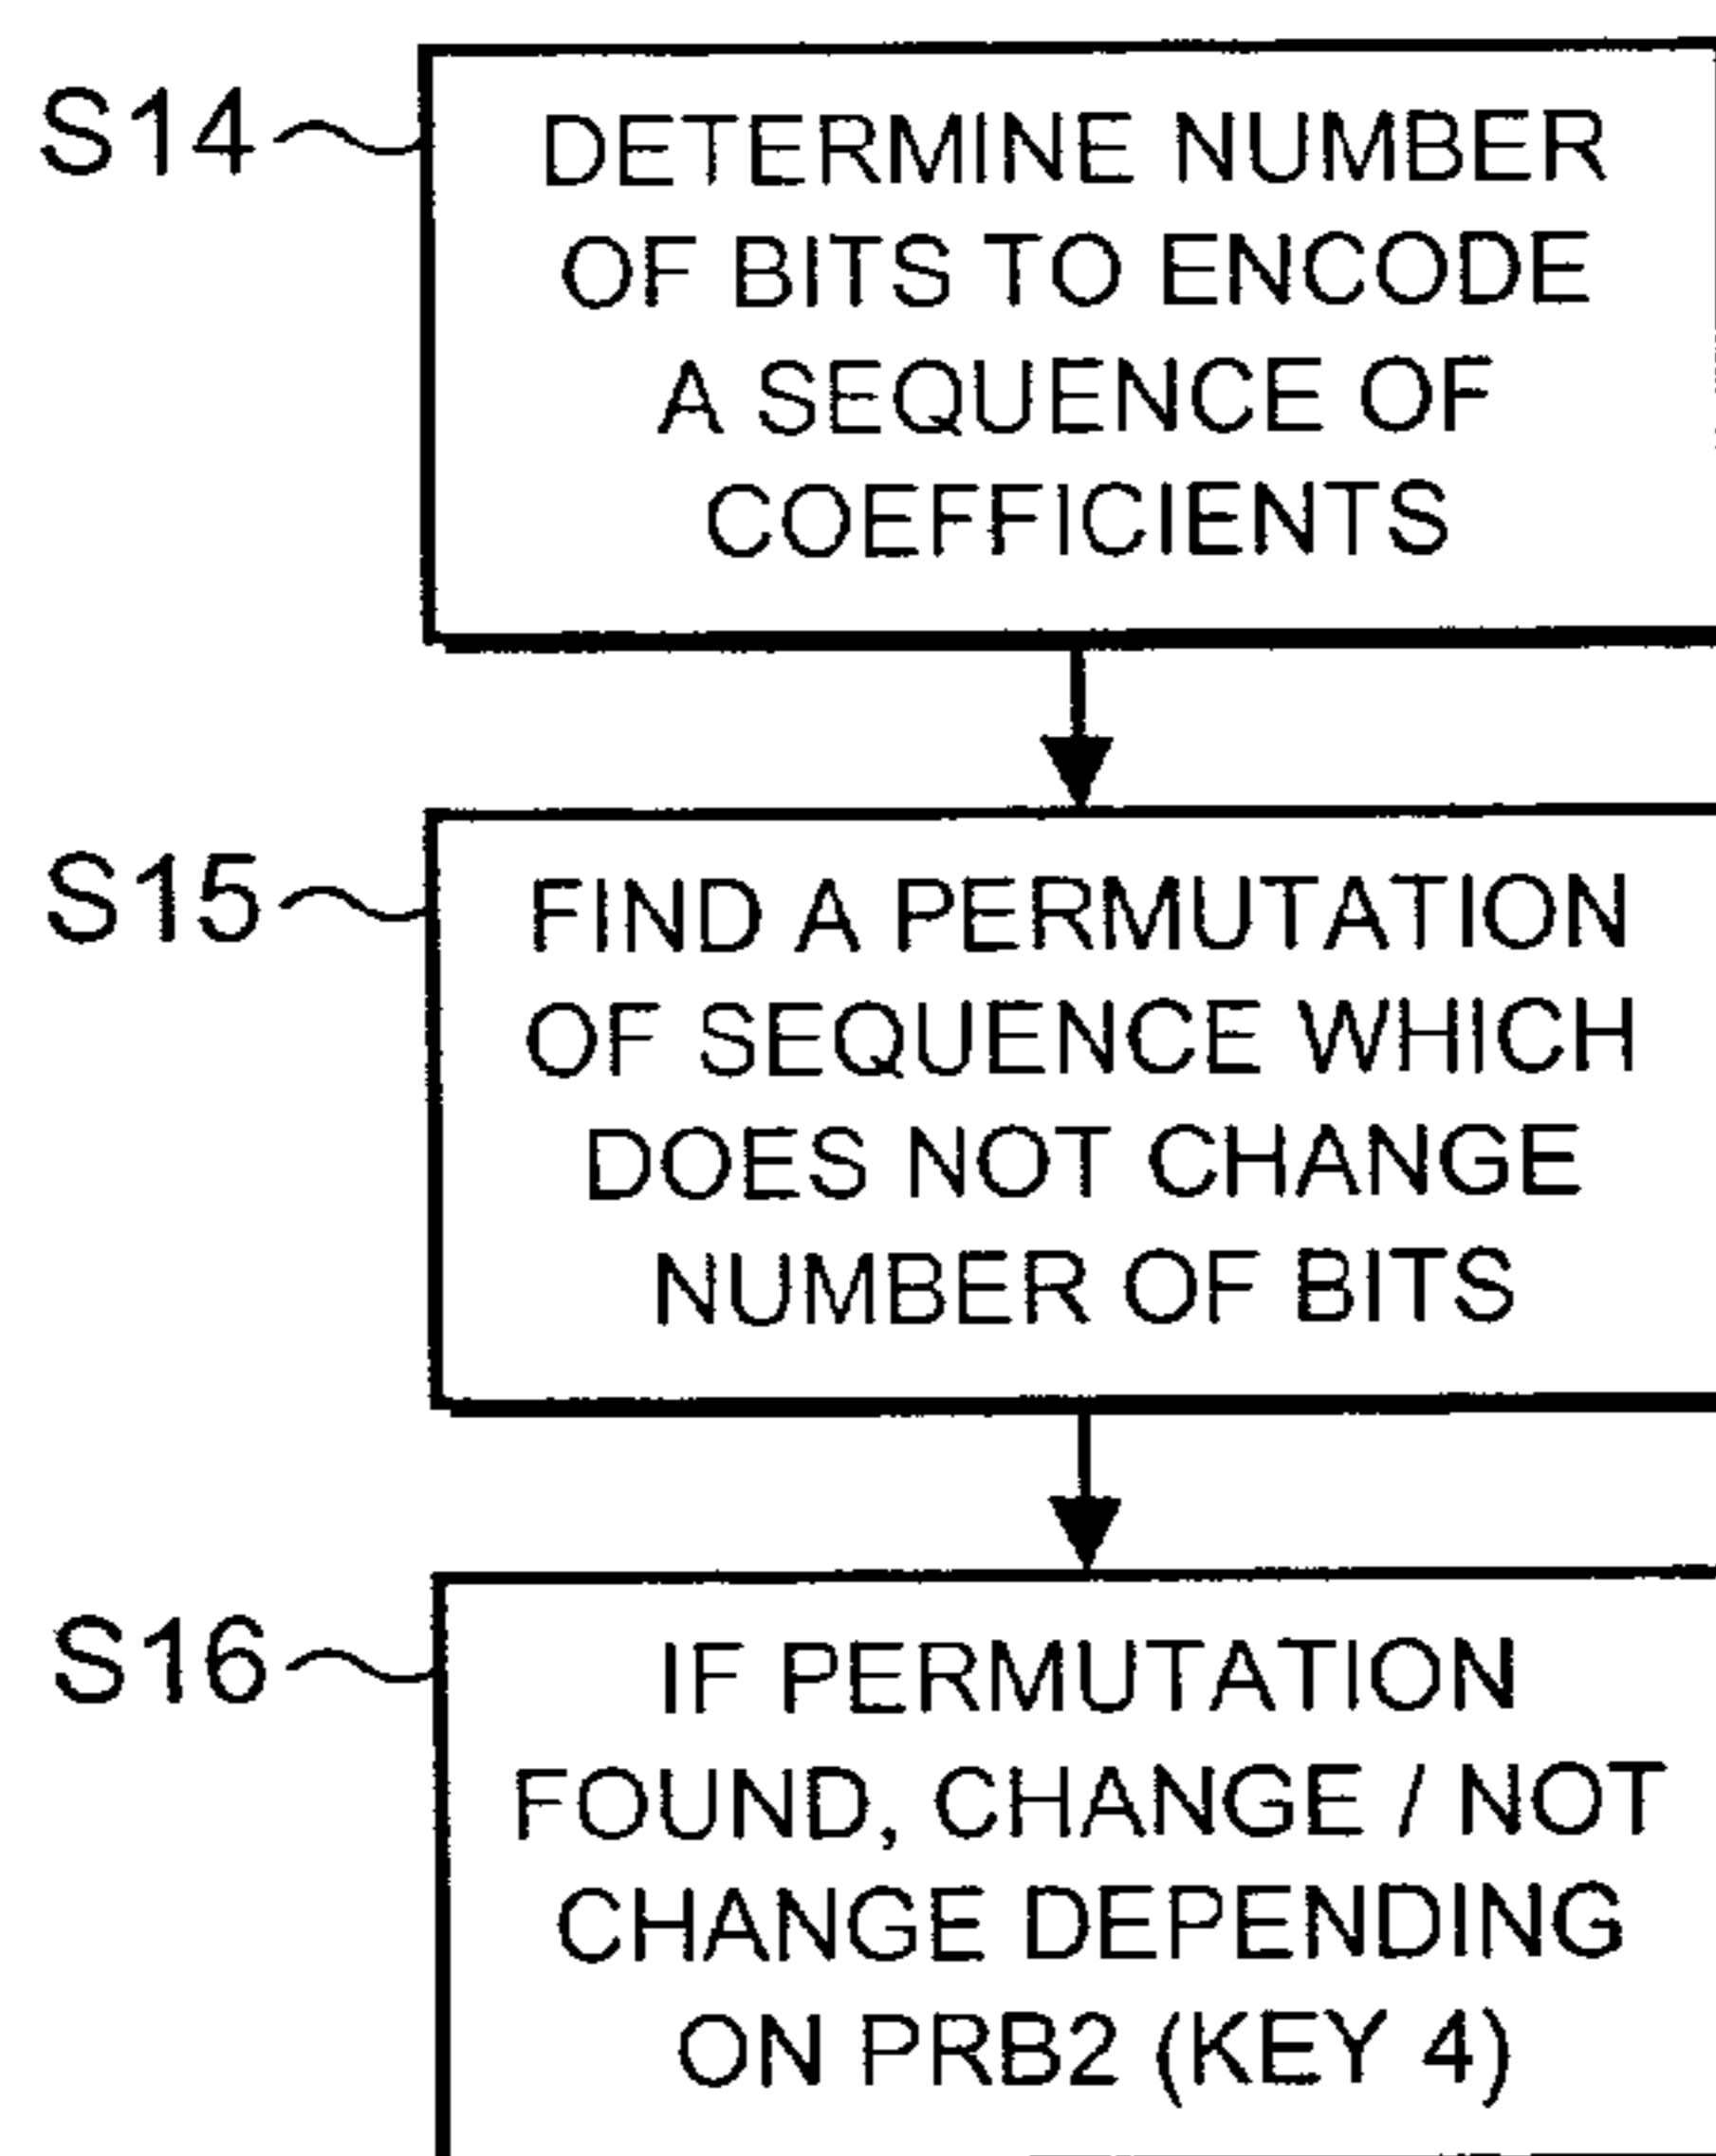 S14
DETERMINE NUMBER
OF BITS TO ENCODE
A SEQUENCE OF
COEFFICIENTS
S15
FIND A PERMUTATION
OF SEQUENCE WHICH
DOES NOT CHANGE
NUMBER OF BITS
S16
IF PERMUTATION
FOUND, CHANGE / NOT
CHANGE DEPENDING
ON PRB2 (KEY 4)